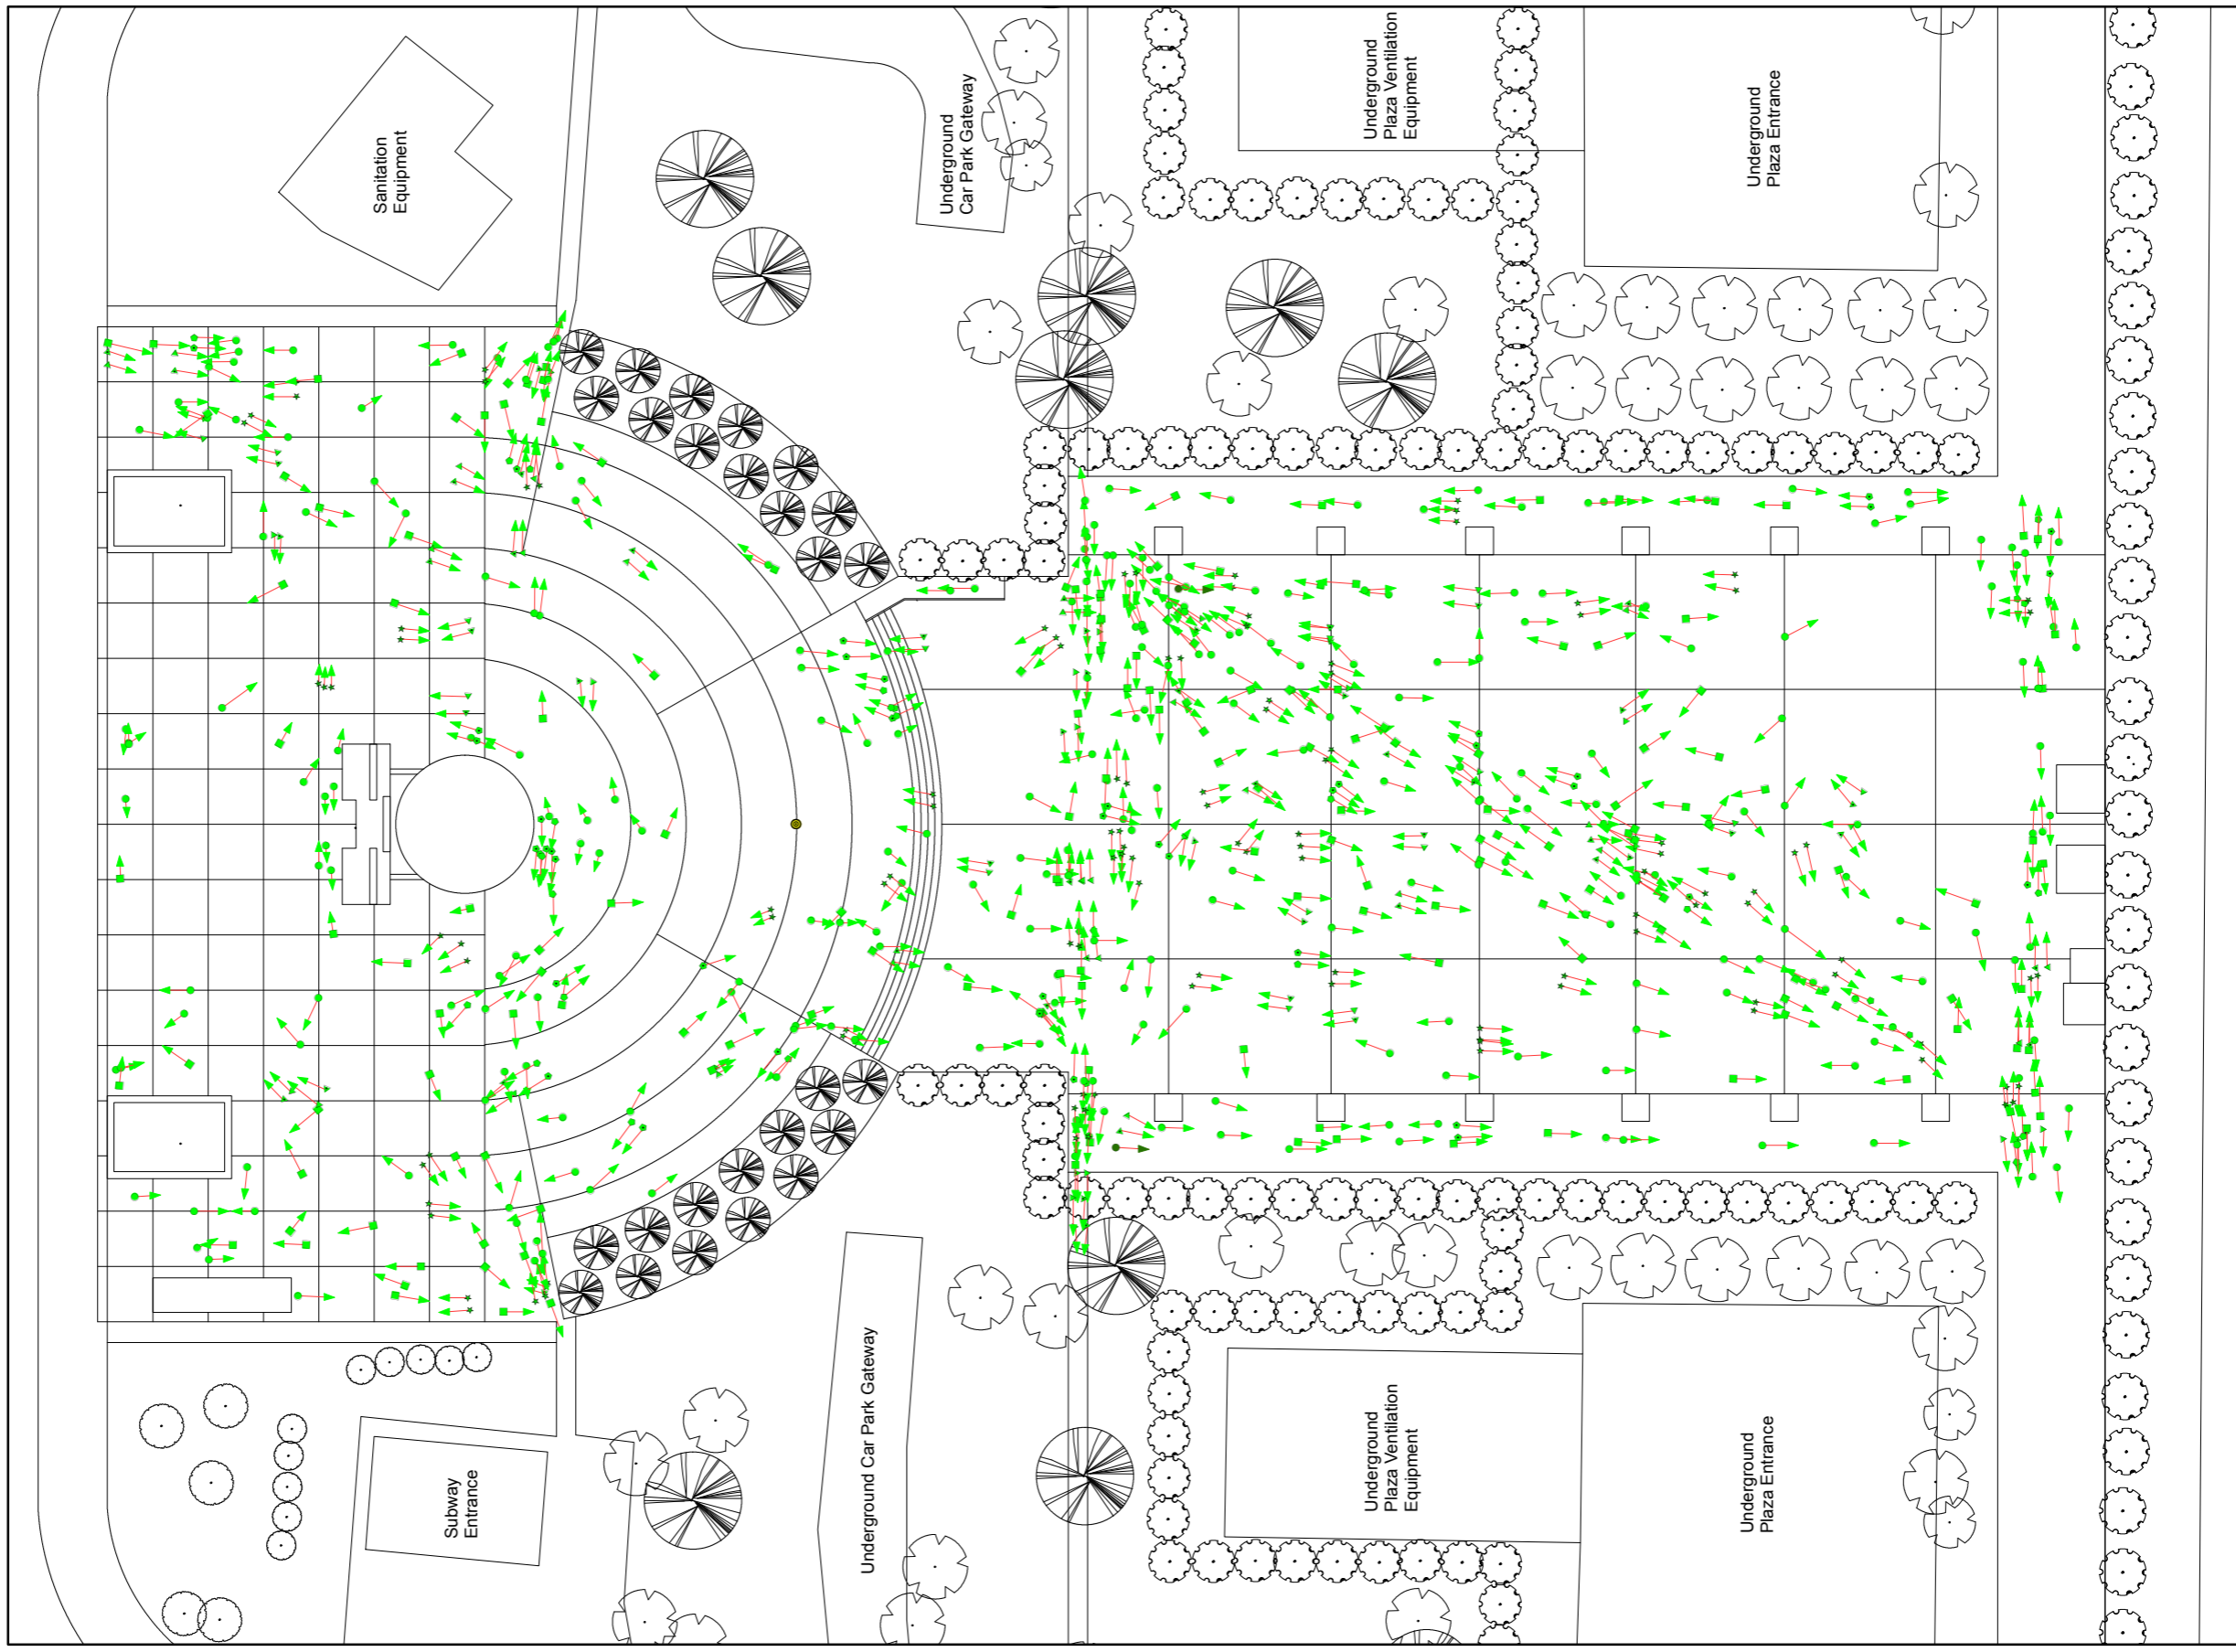 Sanitation
Equipment
Underground
Car Park Gateway
Underground
Plaza Ventilation
Equipment
Underground
Plaza Entrance
Subway
Entrance
Underground Car Park Gateway
Underground
Plaza Ventilation
Equipment
Underground
Plaza Entrance